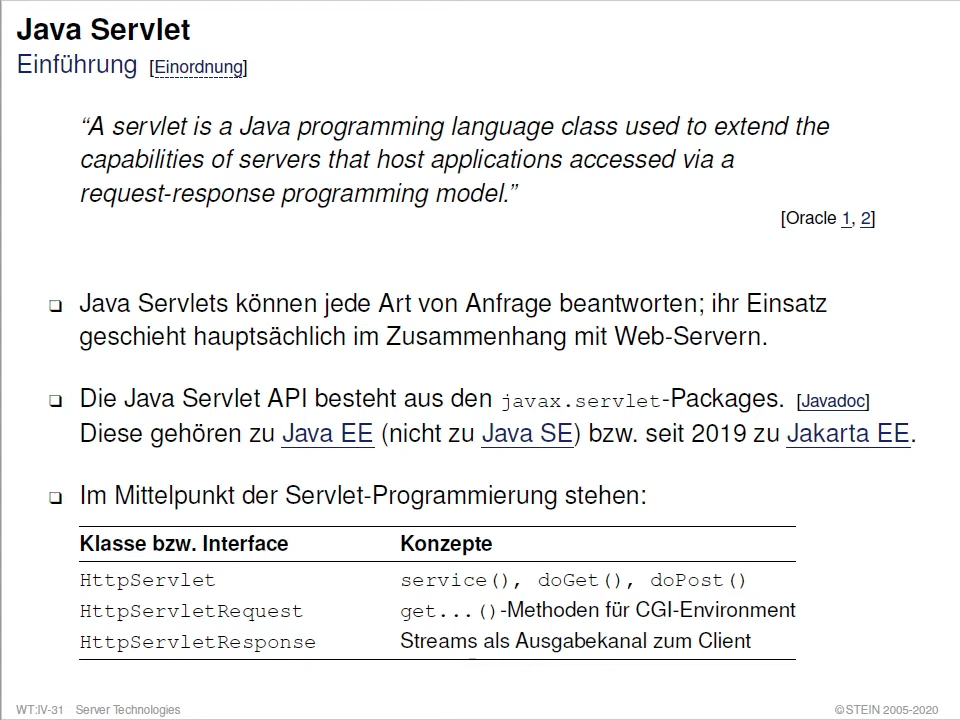 Java Servlet
Einführung [Einordnung]
“A servlet is a Java programming language class used to extend the
capabilities of servers that host applications accessed via a
request-response programming model.”
[Oracle 1, 2]
❑ Java Servlets können jede Art von Anfrage beantworten; ihr Einsatz
geschieht hauptsächlich im Zusammenhang mit Web-Servern.
❑ Die Java Servlet API besteht aus den javax.servlet-Packages. [Javadoc]
Diese gehören zu Java EE (nicht zu Java SE) bzw. seit 2019 zu Jakarta EE.
❑ Im Mittelpunkt der Servlet-Programmierung stehen:
Klasse bzw. Interface Konzepte
HttpServlet service(), doGet(), doPost()
HttpServletRequest get...()-Methoden für CGI-Environment
HttpServletResponse Streams als Ausgabekanal zum Client
WT:IV-31 Server Technologies ©STEIN 2005-2020